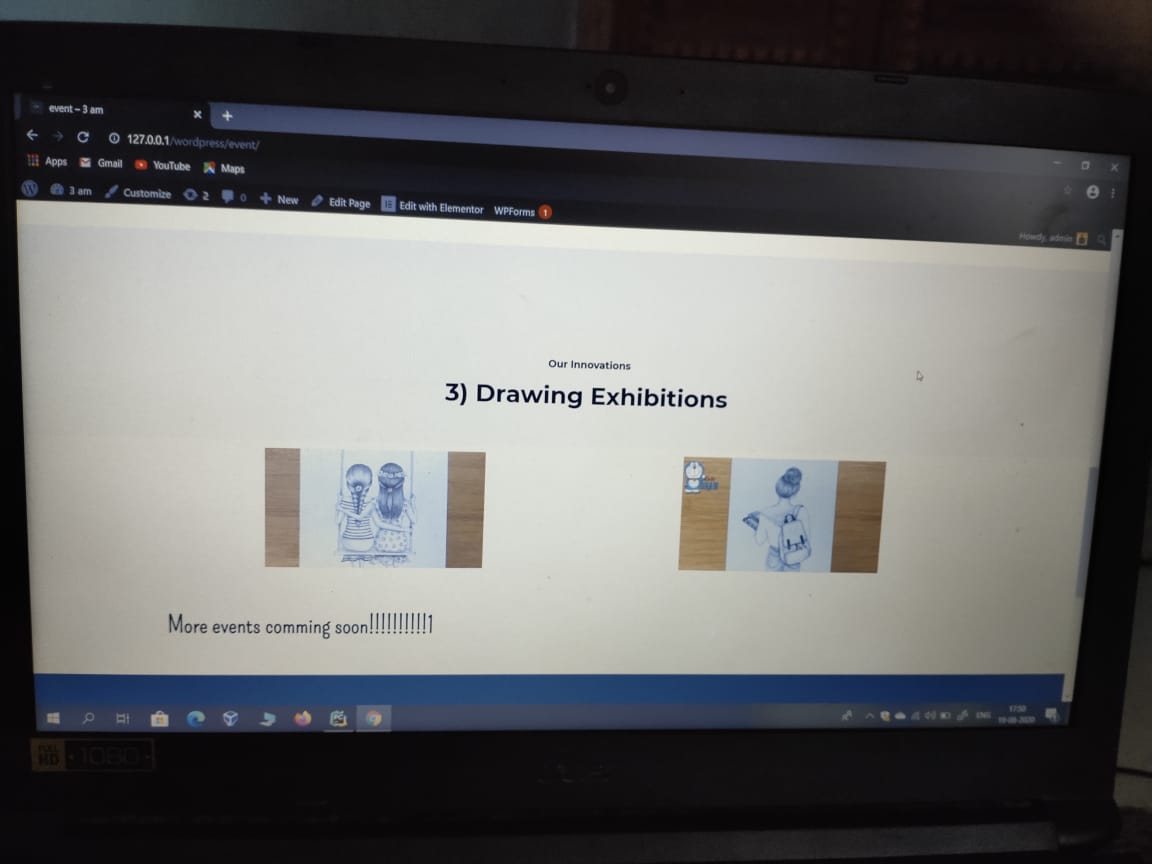 event – 3 am
127.0.0.1/wordpress/event/
Apps Gmail YouTube Maps
3 am Customize 2 0 New Edit Page Edit with Elementor WPForms 1
Howdy, admin
Our Innovations
3) Drawing Exhibitions
More events comming soon!!!!!!!!!!1
ENG
17:50
19-08-2020
FULL HD 1080